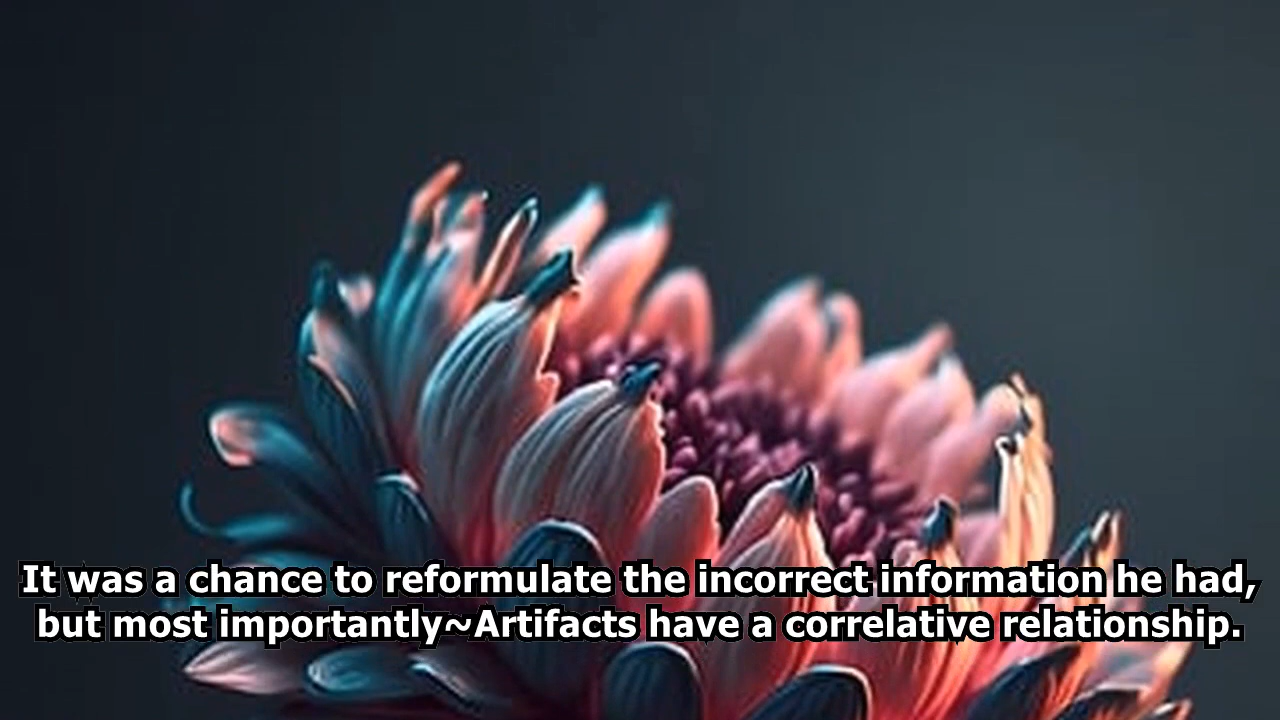 It was a chance to reformulate the incorrect information he had,
but most importantly~Artifacts have a correlative relationship.